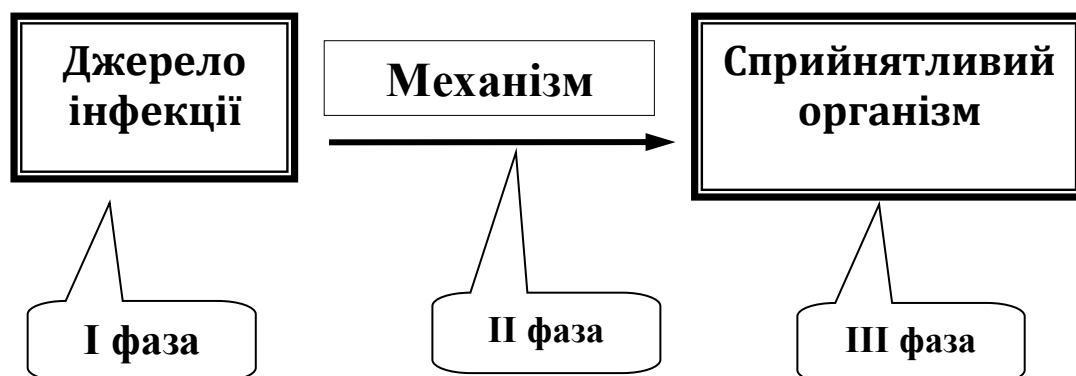 Джерело
інфекції
Механізм
Сприйнятливий
організм
І фаза
ІІ фаза
ІІІ фаза